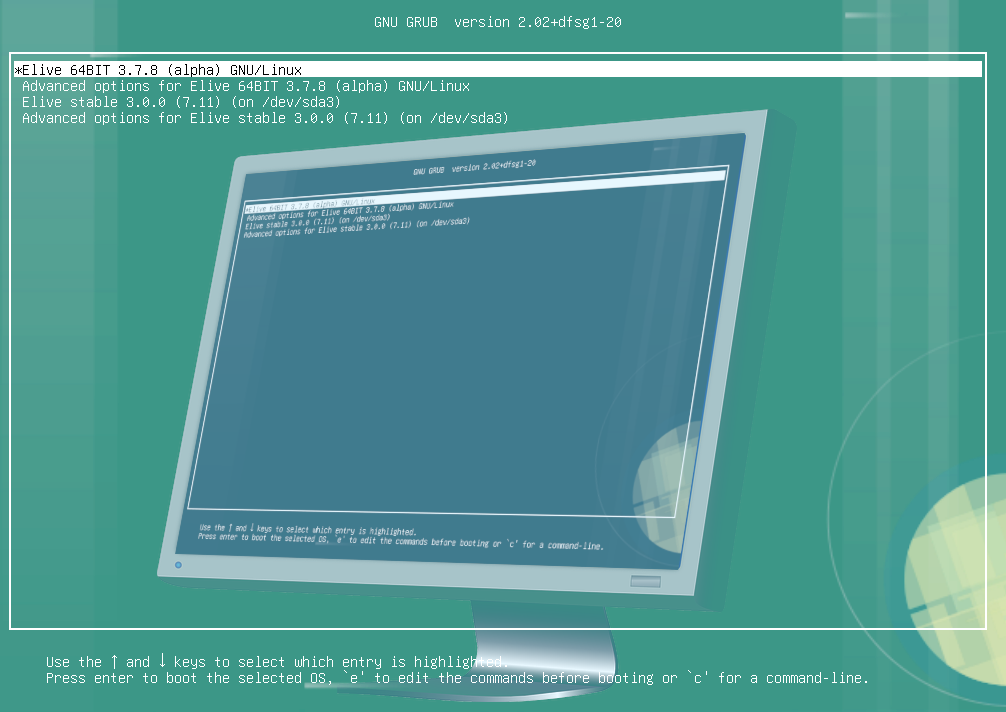 GNU GRUB  version 2.02+dfsg1-20
*Elive 64BIT 3.7.8 (alpha) GNU/Linux
Advanced options for Elive 64BIT 3.7.8 (alpha) GNU/Linux
Elive stable 3.0.0 (7.11) (on /dev/sda3)
Advanced options for Elive stable 3.0.0 (7.11) (on /dev/sda3)
GNU GRUB  version 2.02+dfsg1-20
*Elive 64BIT 3.7.8 (alpha) GNU/Linux
Advanced options for Elive 64BIT 3.7.8 (alpha) GNU/Linux
Elive stable 3.0.0 (7.11) (on /dev/sda3)
Advanced options for Elive stable 3.0.0 (7.11) (on /dev/sda3)
Use the ↑ and ↓ keys to select which entry is highlighted.
Press enter to boot the selected OS, `e' to edit the commands before booting or `c' for a command-line.
Use the ↑ and ↓ keys to select which entry is highlighted.
Press enter to boot the selected OS, `e' to edit the commands before booting or `c' for a command-line.